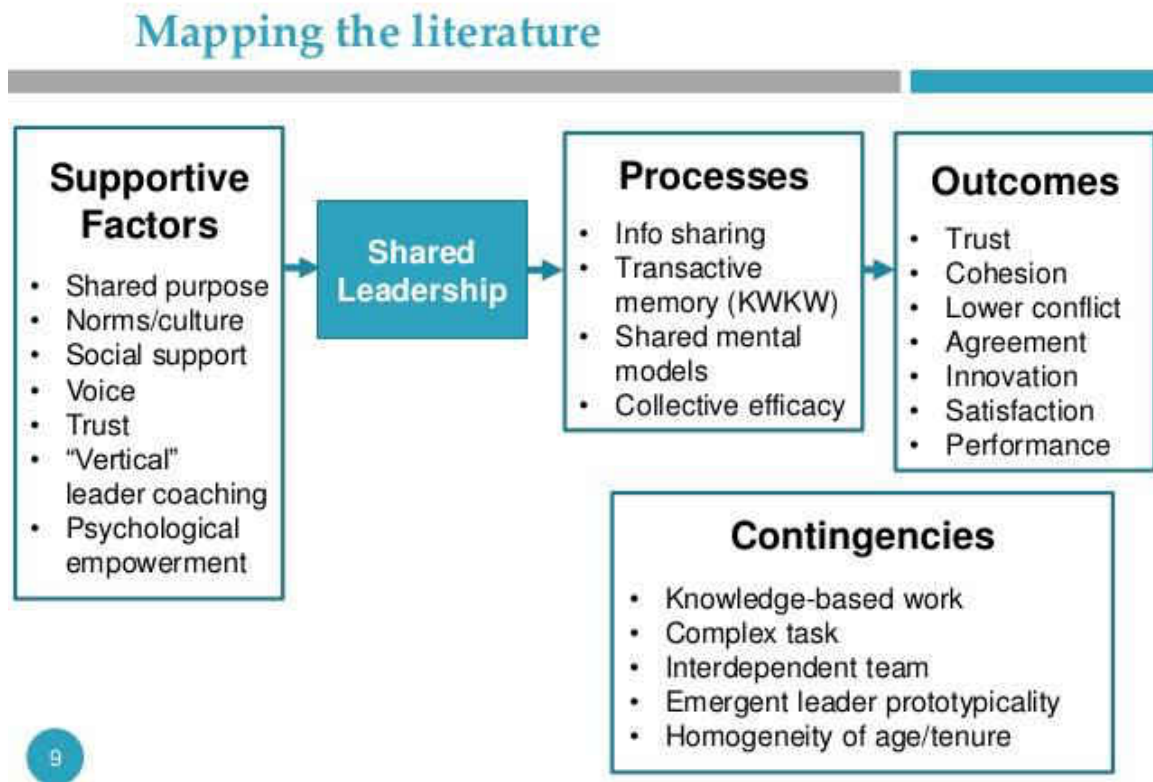 Mapping the literature
Supportive
Factors
• Shared purpose
• Norms/culture
• Social support
• Voice
• Trust
• “Vertical”
leader coaching
• Psychological
empowerment
Shared
Leadership
Processes
• Info sharing
• Transactive
memory (KWKW)
• Shared mental
models
• Collective efficacy
Outcomes
• Trust
• Cohesion
• Lower conflict
• Agreement
• Innovation
• Satisfaction
• Performance
Contingencies
• Knowledge-based work
• Complex task
• Interdependent team
• Emergent leader prototypicality
• Homogeneity of age/tenure
9